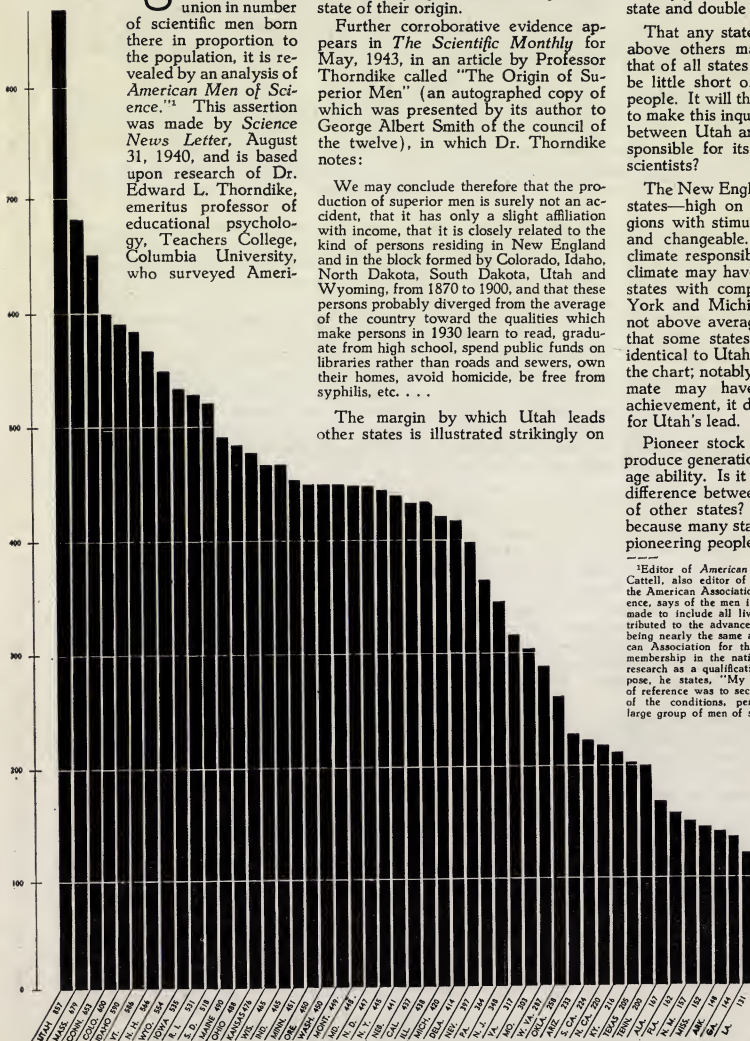 union in number
of scientific men born
there in proportion to
the population, it is re-
vealed by an analysis of
American Men of Sci-
ence."¹ This assertion
was made by Science
News Letter, August
31, 1940, and is based
upon research of Dr.
Edward L. Thorndike,
emeritus professor of
educational psycholo-
gy, Teachers College,
Columbia University,
who surveyed Ameri-
state of their origin.
Further corroborative evidence ap-
pears in The Scientific Monthly for
May, 1943, in an article by Professor
Thorndike called "The Origin of Su-
perior Men" (an autographed copy of
which was presented by its author to
George Albert Smith of the council of
the twelve), in which Dr. Thorndike
notes:
We may conclude therefore that the pro-
duction of superior men is surely not an ac-
cident, that it has only a slight affiliation
with income, that it is closely related to the
kind of persons residing in New England
and in the block formed by Colorado, Idaho,
North Dakota, South Dakota, Utah and
Wyoming, from 1870 to 1900, and that these
persons probably diverged from the average
of the country toward the qualities which
make persons in 1930 learn to read, gradu-
ate from high school, spend public funds on
libraries rather than roads and sewers, own
their homes, avoid homicide, be free from
syphilis, etc. . . .
The margin by which Utah leads
other states is illustrated strikingly on
state and double
That any state
above others ma
that of all states
be little short o
people. It will th
to make this inqu
between Utah an
sponsible for its
scientists?
The New Engl
states—high on
gions with stimu
and changeable.
climate responsib
climate may hav
states with comp
York and Michi
not above averag
that some states
identical to Utah
the chart; notably
mate may have
achievement, it d
for Utah's lead.
Pioneer stock
produce generatio
age ability. Is it
difference betwee
of other states?
because many sta
pioneering people
¹Editor of American
Cattell, also editor of
the American Associatio
ence, says of the men i
made to include all liv
tributed to the advance
being nearly the same a
can Association for th
membership in the nati
research as a qualificati
pose, he states, "My
of reference was to sec
of the conditions, per
large group of men of s
800
700
600
500
400
300
200
100
0
UTAH 857
MASS. 679
CONN. 653
COLO. 600
IDAHO 590
VT. 586
N. H. 566
WYO. 554
IOWA 535
R. I. 531
S. D. 518
MAINE 490
OHIO 488
KANSAS 476
WIS. 465
IND. 465
MINN. 451
ORE. 450
WASH. 450
MONT. 449
MD. 448
N. D. 447
N. Y. 445
NEB. 441
CAL. 437
ILL. 438
MICH. 420
DELA. 414
NEV. 397
PA. 364
N. J. 348
VA. 317
MO. 303
W. VA. 287
OKLA. 258
ARIZ. 233
S. CA. 224
N. CA. 220
KY. 216
TEXAS 205
TENN. 200
ALA. 167
FLA. 162
N. M. 157
MISS. 152
ARK. 148
GA. 144
LA. 131